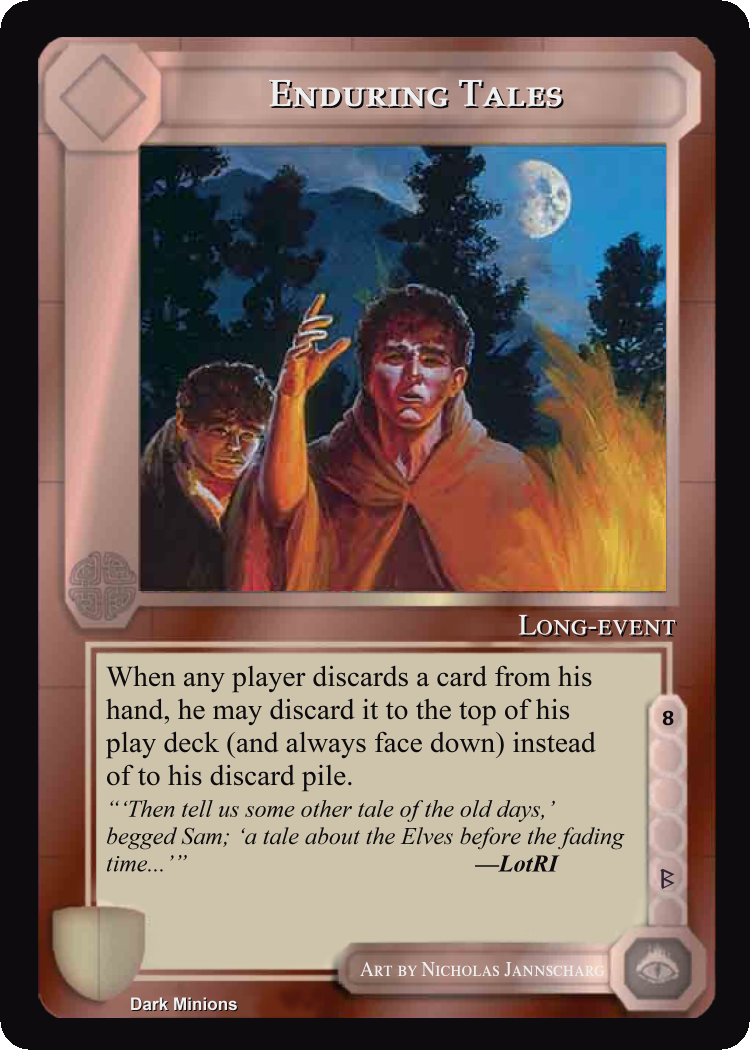 Enduring Tales
Long-event
When any player discards a card from his
hand, he may discard it to the top of his
play deck (and always face down) instead
of to his discard pile.
“‘Then tell us some other tale of the old days,’
begged Sam; ‘a tale about the Elves before the fading
time...’” —LotRI
8
ᛒ
Art by Nicholas Jannscharg
Dark Minions